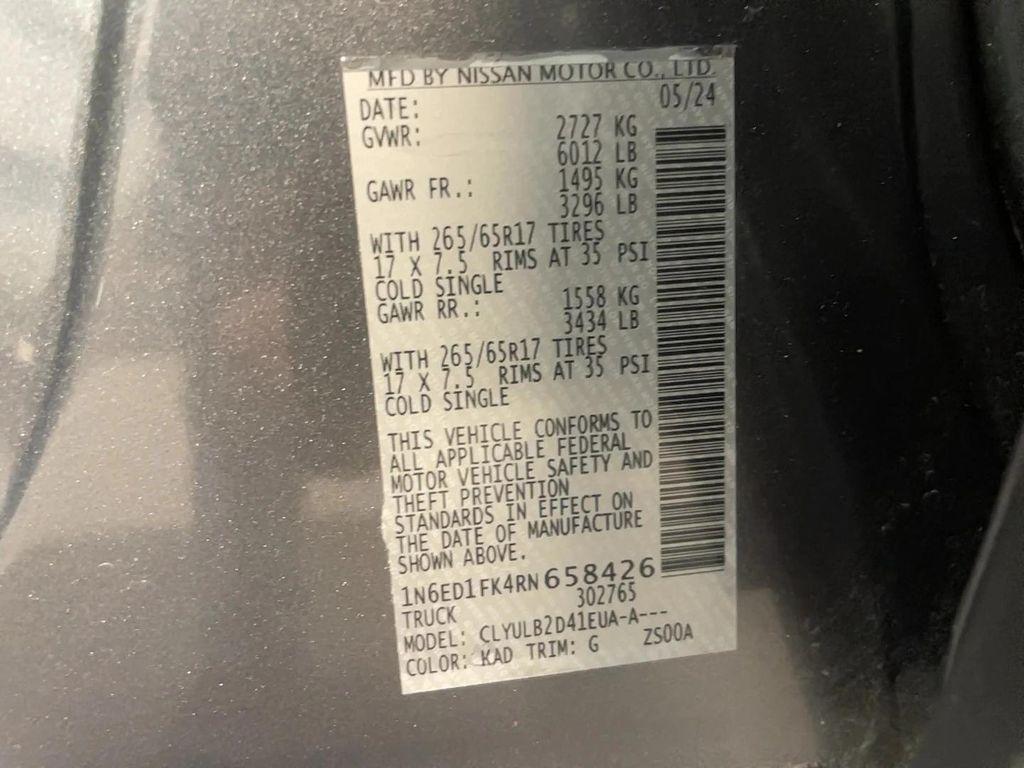 MFD BY NISSAN MOTOR CO., LTD.
DATE: 05/24
GVWR: 2727 KG
6012 LB
GAWR FR.: 1495 KG
3296 LB
WITH 265/65R17 TIRES
17 X 7.5 RIMS AT 35 PSI
COLD SINGLE
GAWR RR.: 1558 KG
3434 LB
WITH 265/65R17 TIRES
17 X 7.5 RIMS AT 35 PSI
COLD SINGLE
THIS VEHICLE CONFORMS TO
ALL APPLICABLE FEDERAL
MOTOR VEHICLE SAFETY AND
THEFT PREVENTION
STANDARDS IN EFFECT ON
THE DATE OF MANUFACTURE
SHOWN ABOVE.
1N6ED1FK4RN658426
TRUCK 302765
MODEL: CLYULB2D41EUA-A---
COLOR: KAD TRIM: G ZS00A